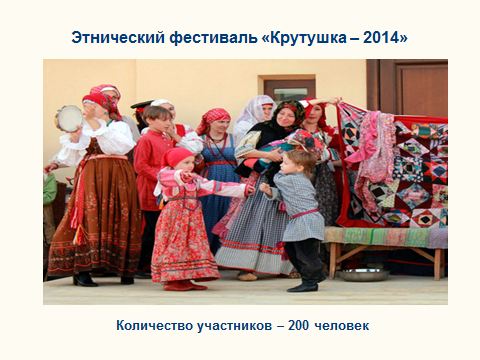 Этнический фестиваль «Крутушка – 2014»
Количество участников – 200 человек